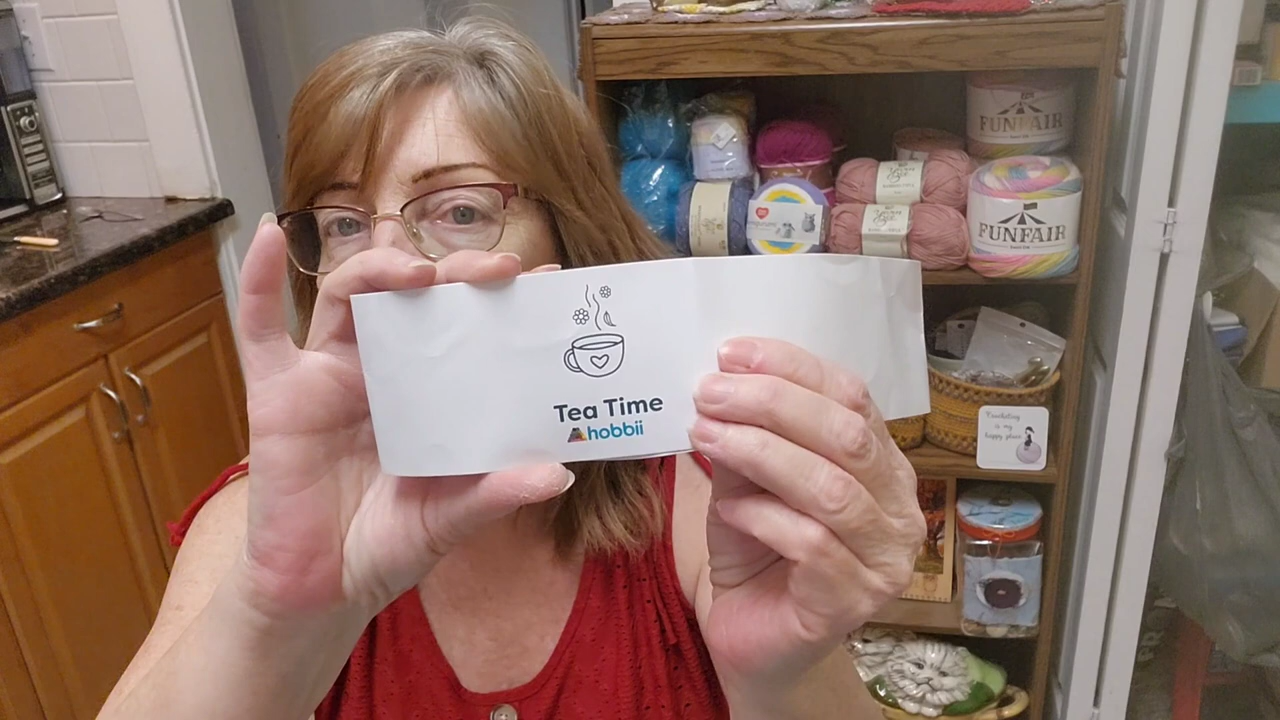 Tea Time
hobbii
FUNFAIR
FUNFAIR
Crocheting
is my
happy place